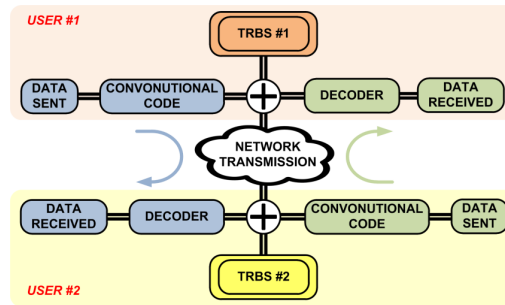 USER #1
TRBS #1
DATA
SENT
CONVONUTIONAL
CODE
DECODER
DATA
RECEIVED
NETWORK
TRANSMISSION
DATA
RECEIVED
DECODER
CONVONUTIONAL
CODE
DATA
SENT
TRBS #2
USER #2